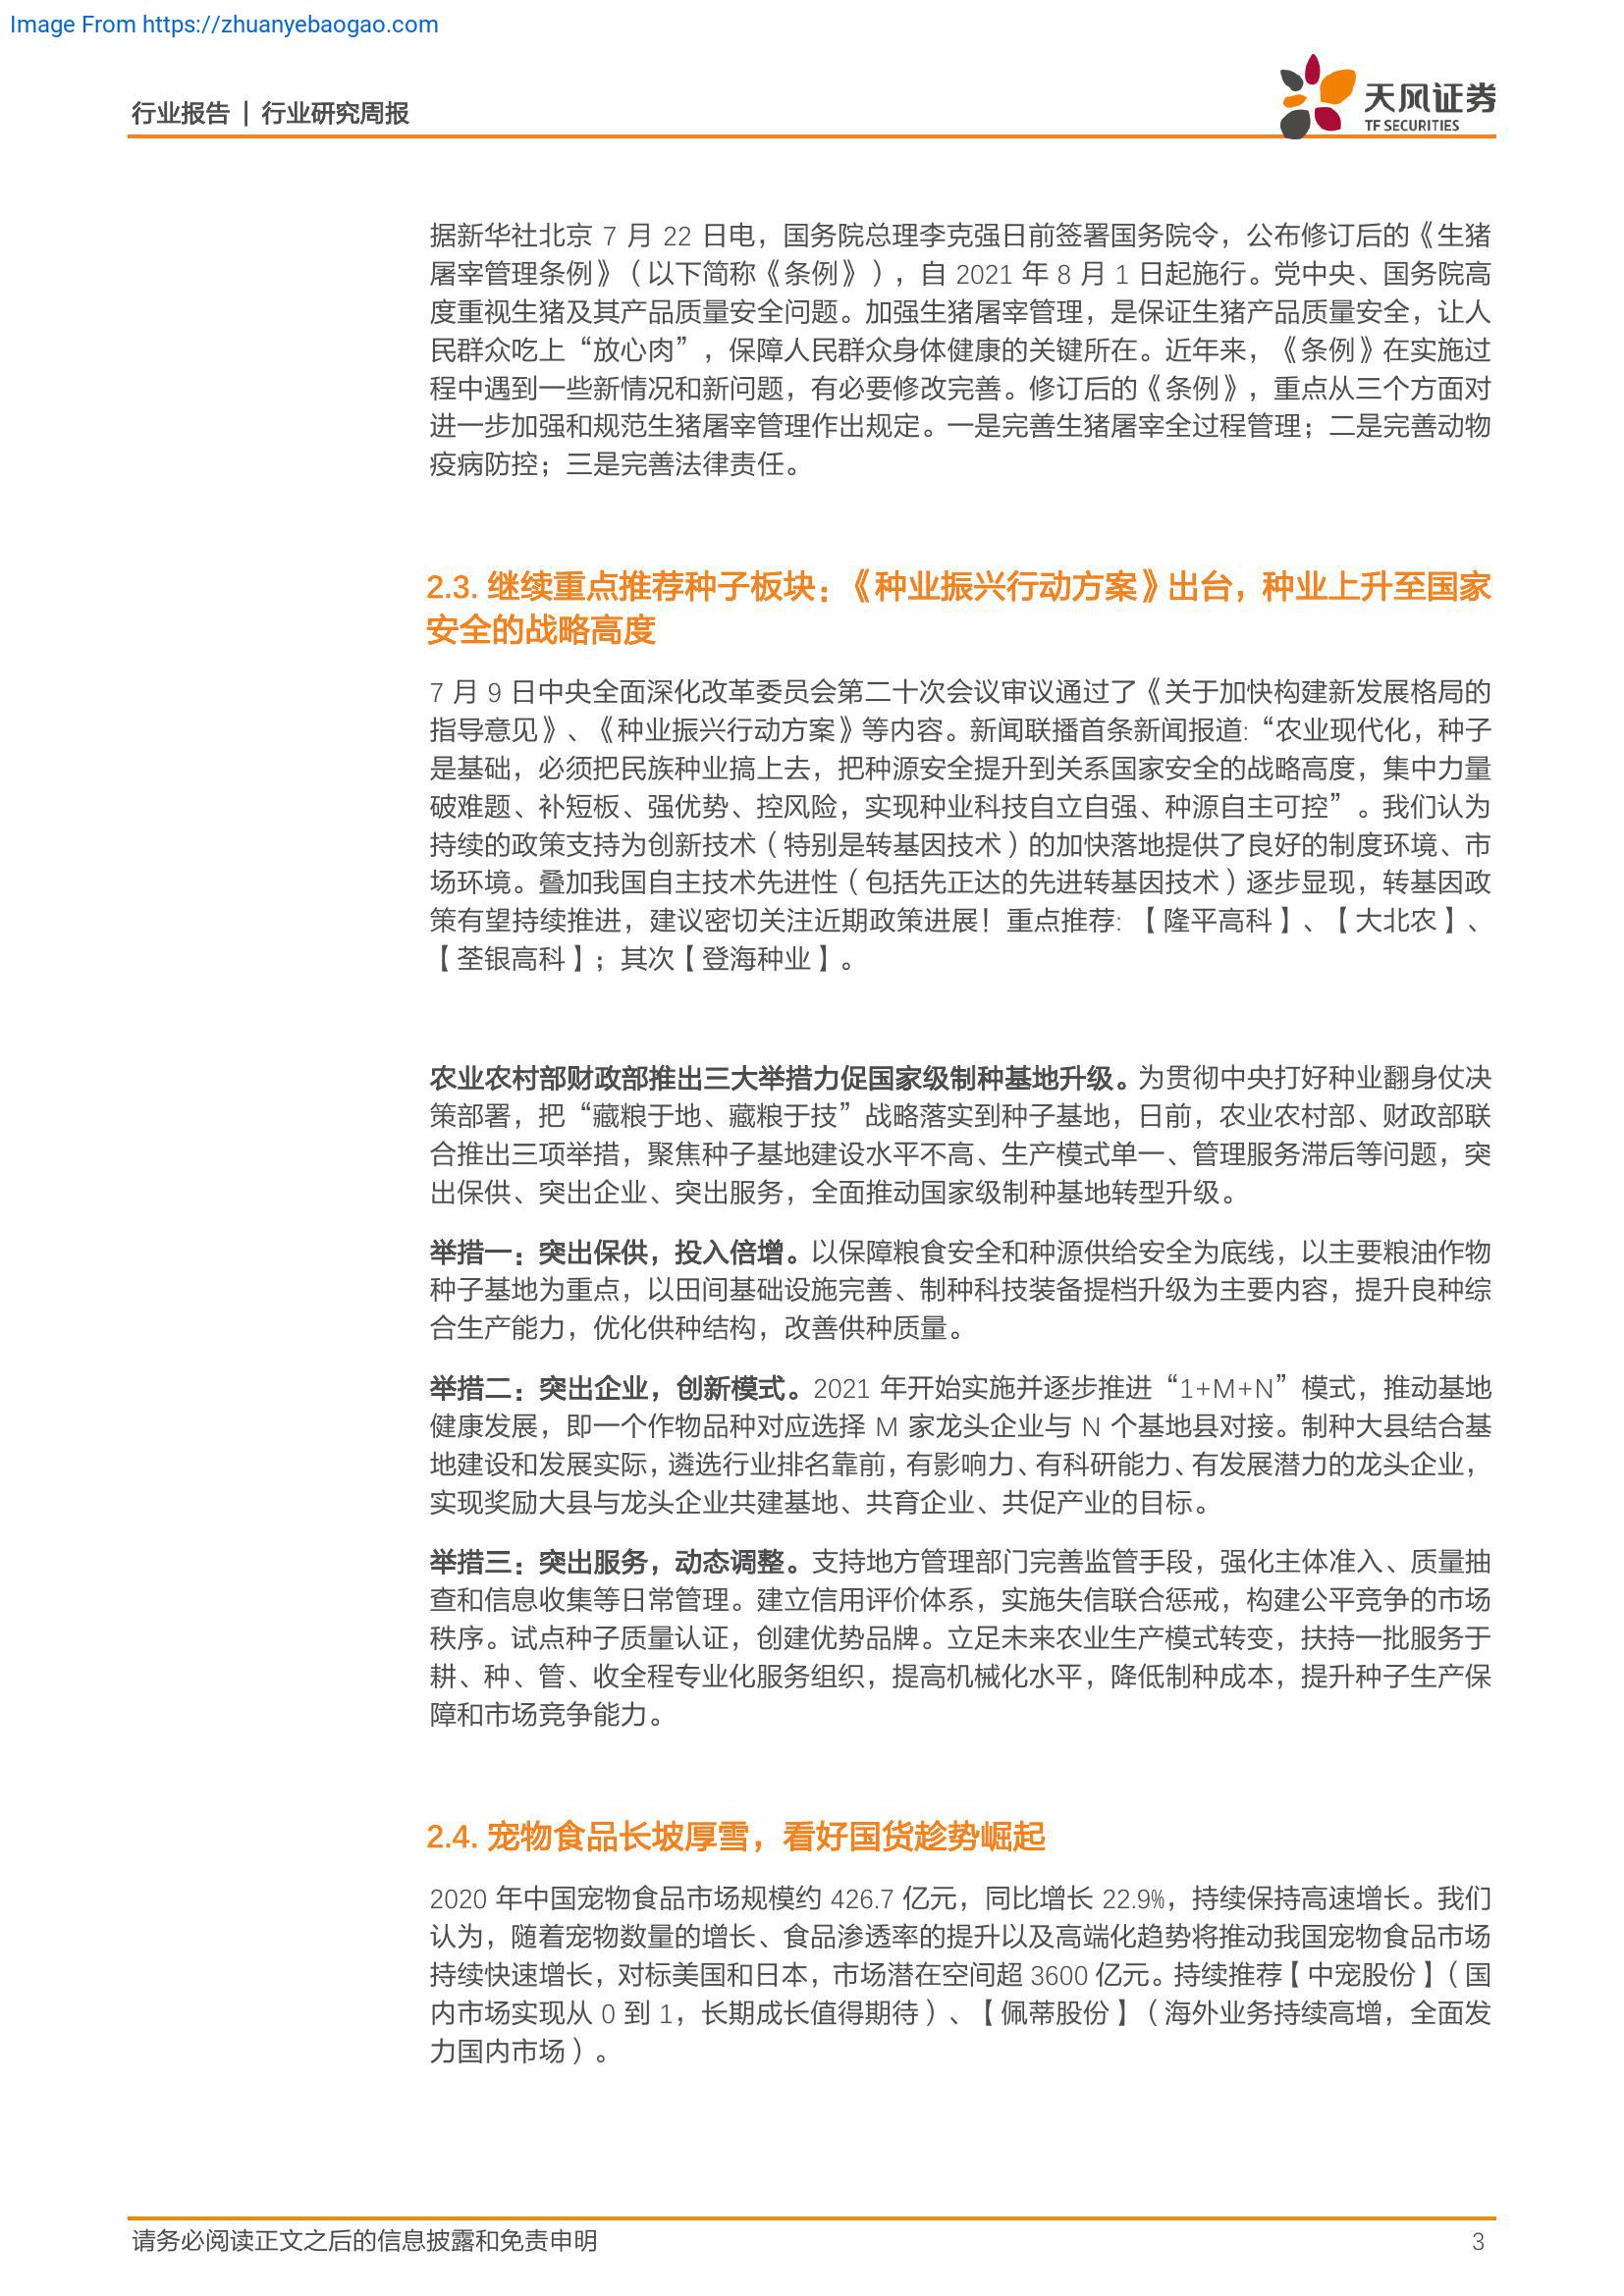 Image From https://zhuanyebaogao.com
行业报告 | 行业研究周报
天风证券
TF SECURITIES
据新华社北京 7 月 22 日电，国务院总理李克强日前签署国务院令，公布修订后的《生猪
屠宰管理条例》（以下简称《条例》），自 2021 年 8 月 1 日起施行。党中央、国务院高
度重视生猪及其产品质量安全问题。加强生猪屠宰管理，是保证生猪产品质量安全，让人
民群众吃上“放心肉”，保障人民群众身体健康的关键所在。近年来，《条例》在实施过
程中遇到一些新情况和新问题，有必要修改完善。修订后的《条例》，重点从三个方面对
进一步加强和规范生猪屠宰管理作出规定。一是完善生猪屠宰全过程管理；二是完善动物
疫病防控；三是完善法律责任。
2.3. 继续重点推荐种子板块：《种业振兴行动方案》出台，种业上升至国家
安全的战略高度
7 月 9 日中央全面深化改革委员会第二十次会议审议通过了《关于加快构建新发展格局的
指导意见》、《种业振兴行动方案》等内容。新闻联播首条新闻报道:“农业现代化，种子
是基础，必须把民族种业搞上去，把种源安全提升到关系国家安全的战略高度，集中力量
破难题、补短板、强优势、控风险，实现种业科技自立自强、种源自主可控”。我们认为
持续的政策支持为创新技术（特别是转基因技术）的加快落地提供了良好的制度环境、市
场环境。叠加我国自主技术先进性（包括先正达的先进转基因技术）逐步显现，转基因政
策有望持续推进，建议密切关注近期政策进展！重点推荐: 【隆平高科】、【大北农】、
【荃银高科】；其次【登海种业】。
农业农村部财政部推出三大举措力促国家级制种基地升级。为贯彻中央打好种业翻身仗决
策部署，把“藏粮于地、藏粮于技”战略落实到种子基地，日前，农业农村部、财政部联
合推出三项举措，聚焦种子基地建设水平不高、生产模式单一、管理服务滞后等问题，突
出保供、突出企业、突出服务，全面推动国家级制种基地转型升级。
举措一：突出保供，投入倍增。以保障粮食安全和种源供给安全为底线，以主要粮油作物
种子基地为重点，以田间基础设施完善、制种科技装备提档升级为主要内容，提升良种综
合生产能力，优化供种结构，改善供种质量。
举措二：突出企业，创新模式。2021 年开始实施并逐步推进“1+M+N”模式，推动基地
健康发展，即一个作物品种对应选择 M 家龙头企业与 N 个基地县对接。制种大县结合基
地建设和发展实际，遴选行业排名靠前，有影响力、有科研能力、有发展潜力的龙头企业，
实现奖励大县与龙头企业共建基地、共育企业、共促产业的目标。
举措三：突出服务，动态调整。支持地方管理部门完善监管手段，强化主体准入、质量抽
查和信息收集等日常管理。建立信用评价体系，实施失信联合惩戒，构建公平竞争的市场
秩序。试点种子质量认证，创建优势品牌。立足未来农业生产模式转变，扶持一批服务于
耕、种、管、收全程专业化服务组织，提高机械化水平，降低制种成本，提升种子生产保
障和市场竞争能力。
2.4. 宠物食品长坡厚雪，看好国货趁势崛起
2020 年中国宠物食品市场规模约 426.7 亿元，同比增长 22.9%，持续保持高速增长。我们
认为，随着宠物数量的增长、食品渗透率的提升以及高端化趋势将推动我国宠物食品市场
持续快速增长，对标美国和日本，市场潜在空间超 3600 亿元。持续推荐【中宠股份】（国
内市场实现从 0 到 1，长期成长值得期待）、【佩蒂股份】（海外业务持续高增，全面发
力国内市场）。
请务必阅读正文之后的信息披露和免责申明
3